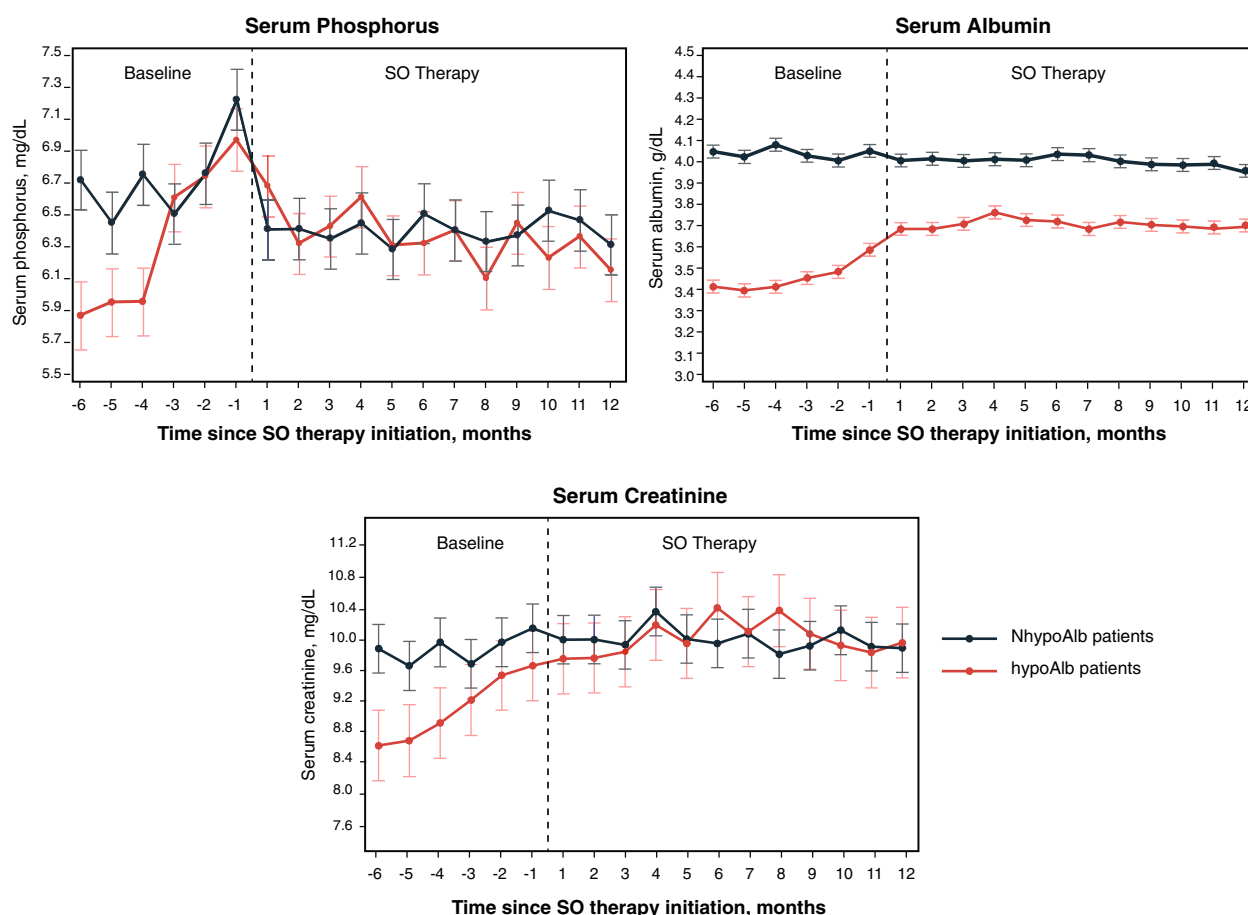 Serum Phosphorus
Serum phosphorus, mg/dL
7.5
7.3
7.1
6.9
6.7
6.5
6.3
6.1
5.9
5.7
5.5
Baseline
SO Therapy
-6 -5 -4 -3 -2 -1 1 2 3 4 5 6 7 8 9 10 11 12
Time since SO therapy initiation, months
Serum Albumin
Serum albumin, g/dL
4.5
4.4
4.3
4.2
4.1
4.0
3.9
3.8
3.7
3.6
3.5
3.4
3.3
3.2
3.1
3.0
Baseline
SO Therapy
-6 -5 -4 -3 -2 -1 1 2 3 4 5 6 7 8 9 10 11 12
Time since SO therapy initiation, months
Serum Creatinine
Serum creatinine, mg/dL
11.2
10.8
10.4
10.0
9.6
9.2
8.8
8.4
8.0
7.6
Baseline
SO Therapy
-6 -5 -4 -3 -2 -1 1 2 3 4 5 6 7 8 9 10 11 12
Time since SO therapy initiation, months
NhypoAlb patients
hypoAlb patients